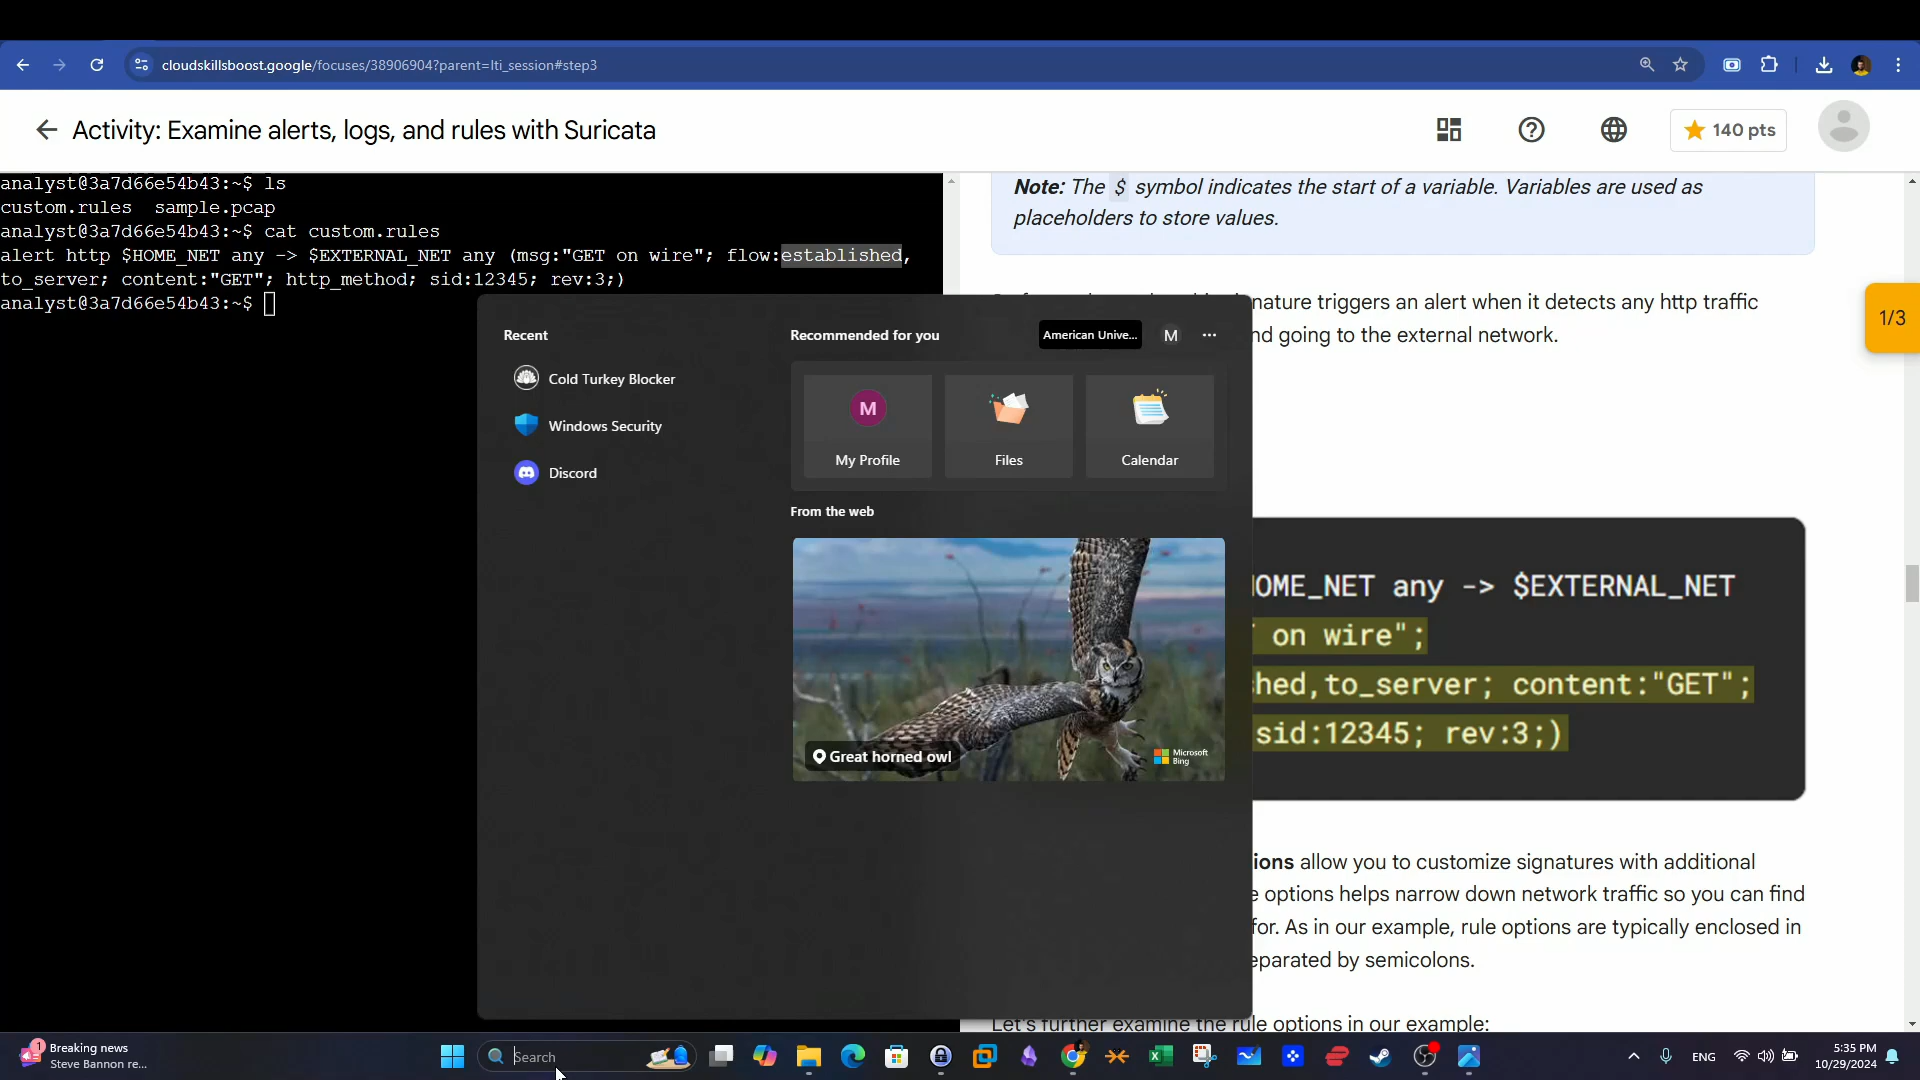 cloudskillsboost.google/focuses/38906904?parent=lti_session#step3
Activity: Examine alerts, logs, and rules with Suricata
140 pts
analyst@3a7d66e54b43:~$ ls
custom.rules  sample.pcap
analyst@3a7d66e54b43:~$ cat custom.rules
alert http $HOME_NET any -> $EXTERNAL_NET any (msg:"GET on wire"; flow:established,
to_server; content:"GET"; http_method; sid:12345; rev:3;)
analyst@3a7d66e54b43:~$
Note: The $ symbol indicates the start of a variable. Variables are used as
placeholders to store values.
nature triggers an alert when it detects any http traffic
nd going to the external network.
1/3
HOME_NET any -> $EXTERNAL_NET
on wire";
hed,to_server; content:"GET";
sid:12345; rev:3;)
ions allow you to customize signatures with additional
e options helps narrow down network traffic so you can find
for. As in our example, rule options are typically enclosed in
eparated by semicolons.
Let's further examine the rule options in our example:
Recent
Cold Turkey Blocker
Windows Security
Discord
Recommended for you
American Unive...
M
M
My Profile
Files
Calendar
From the web
Great horned owl
Microsoft
Bing
1
Breaking news
Steve Bannon re...
Search
ENG
5:35 PM
10/29/2024